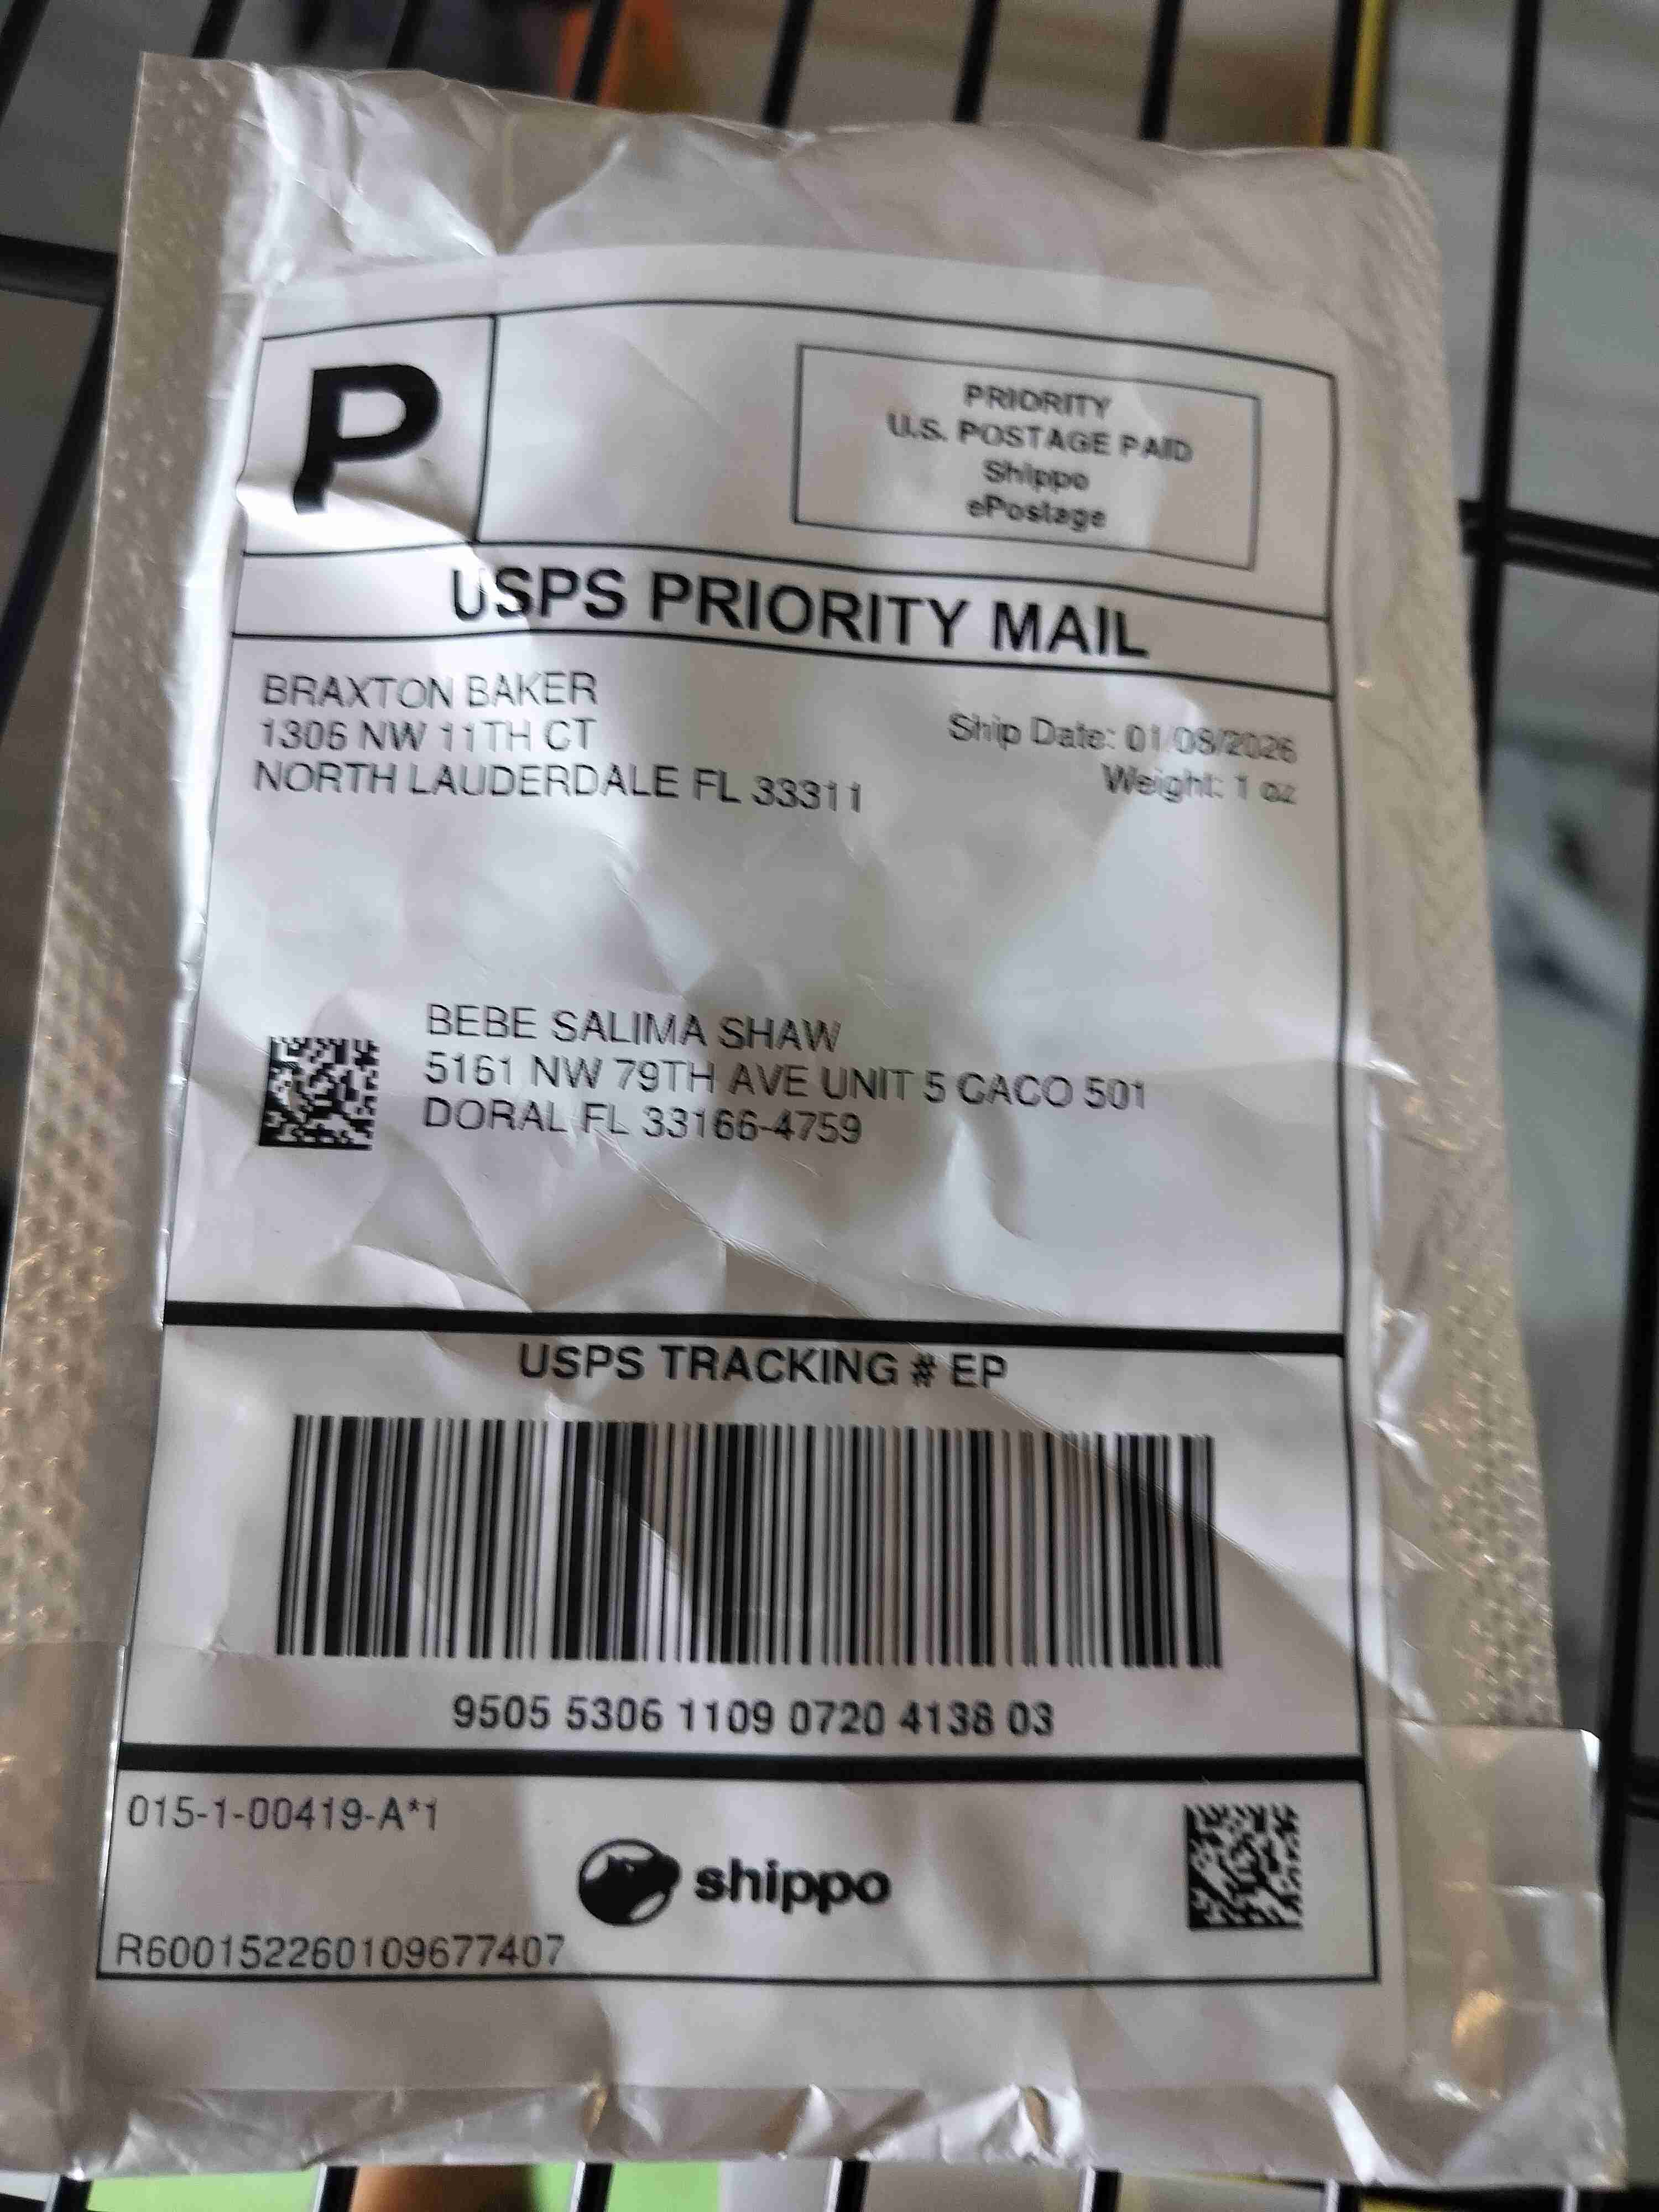 P
PRIORITY
U.S. POSTAGE PAID
Shippo
ePostage
USPS PRIORITY MAIL
BRAXTON BAKER
1306 NW 11TH CT
NORTH LAUDERDALE FL 33311
Ship Date: 01/08/2026
Weight: 1 oz
BEBE SALIMA SHAW
5161 NW 79TH AVE UNIT 5 CACO 501
DORAL FL 33166-4759
USPS TRACKING # EP
9505 5306 1109 0720 4138 03
015-1-00419-A*1
shippo
R600152260109677407